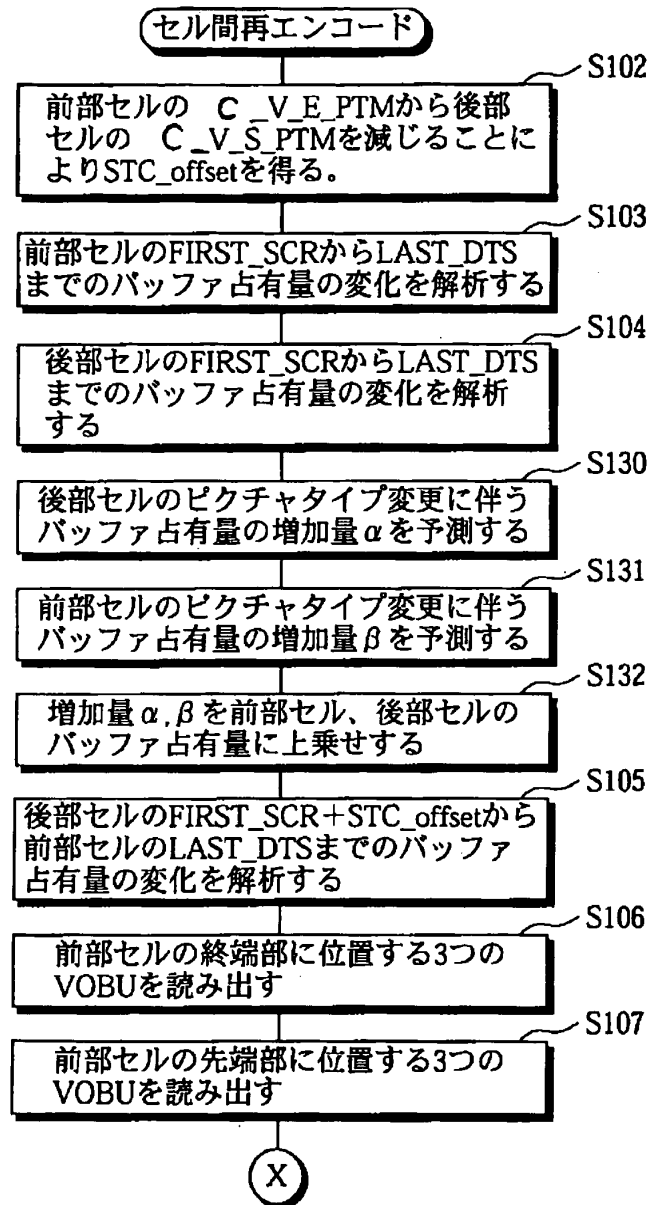 セル間再エンコード
S102
前部セルの C_V_E_PTMから後部
セルの C_V_S_PTMを減じることに
よりSTC_offsetを得る。
S103
前部セルのFIRST_SCRからLAST_DTS
までのバッファ占有量の変化を解析する
S104
後部セルのFIRST_SCRからLAST_DTS
までのバッファ占有量の変化を解析
する
S130
後部セルのピクチャタイプ変更に伴う
バッファ占有量の増加量αを予測する
S131
前部セルのピクチャタイプ変更に伴う
バッファ占有量の増加量βを予測する
S132
増加量α,βを前部セル、後部セルの
バッファ占有量に上乗せする
S105
後部セルのFIRST_SCR+STC_offsetから
前部セルのLAST_DTSまでのバッファ
占有量の変化を解析する
S106
前部セルの終端部に位置する3つの
VOBUを読み出す
S107
前部セルの先端部に位置する3つの
VOBUを読み出す
X